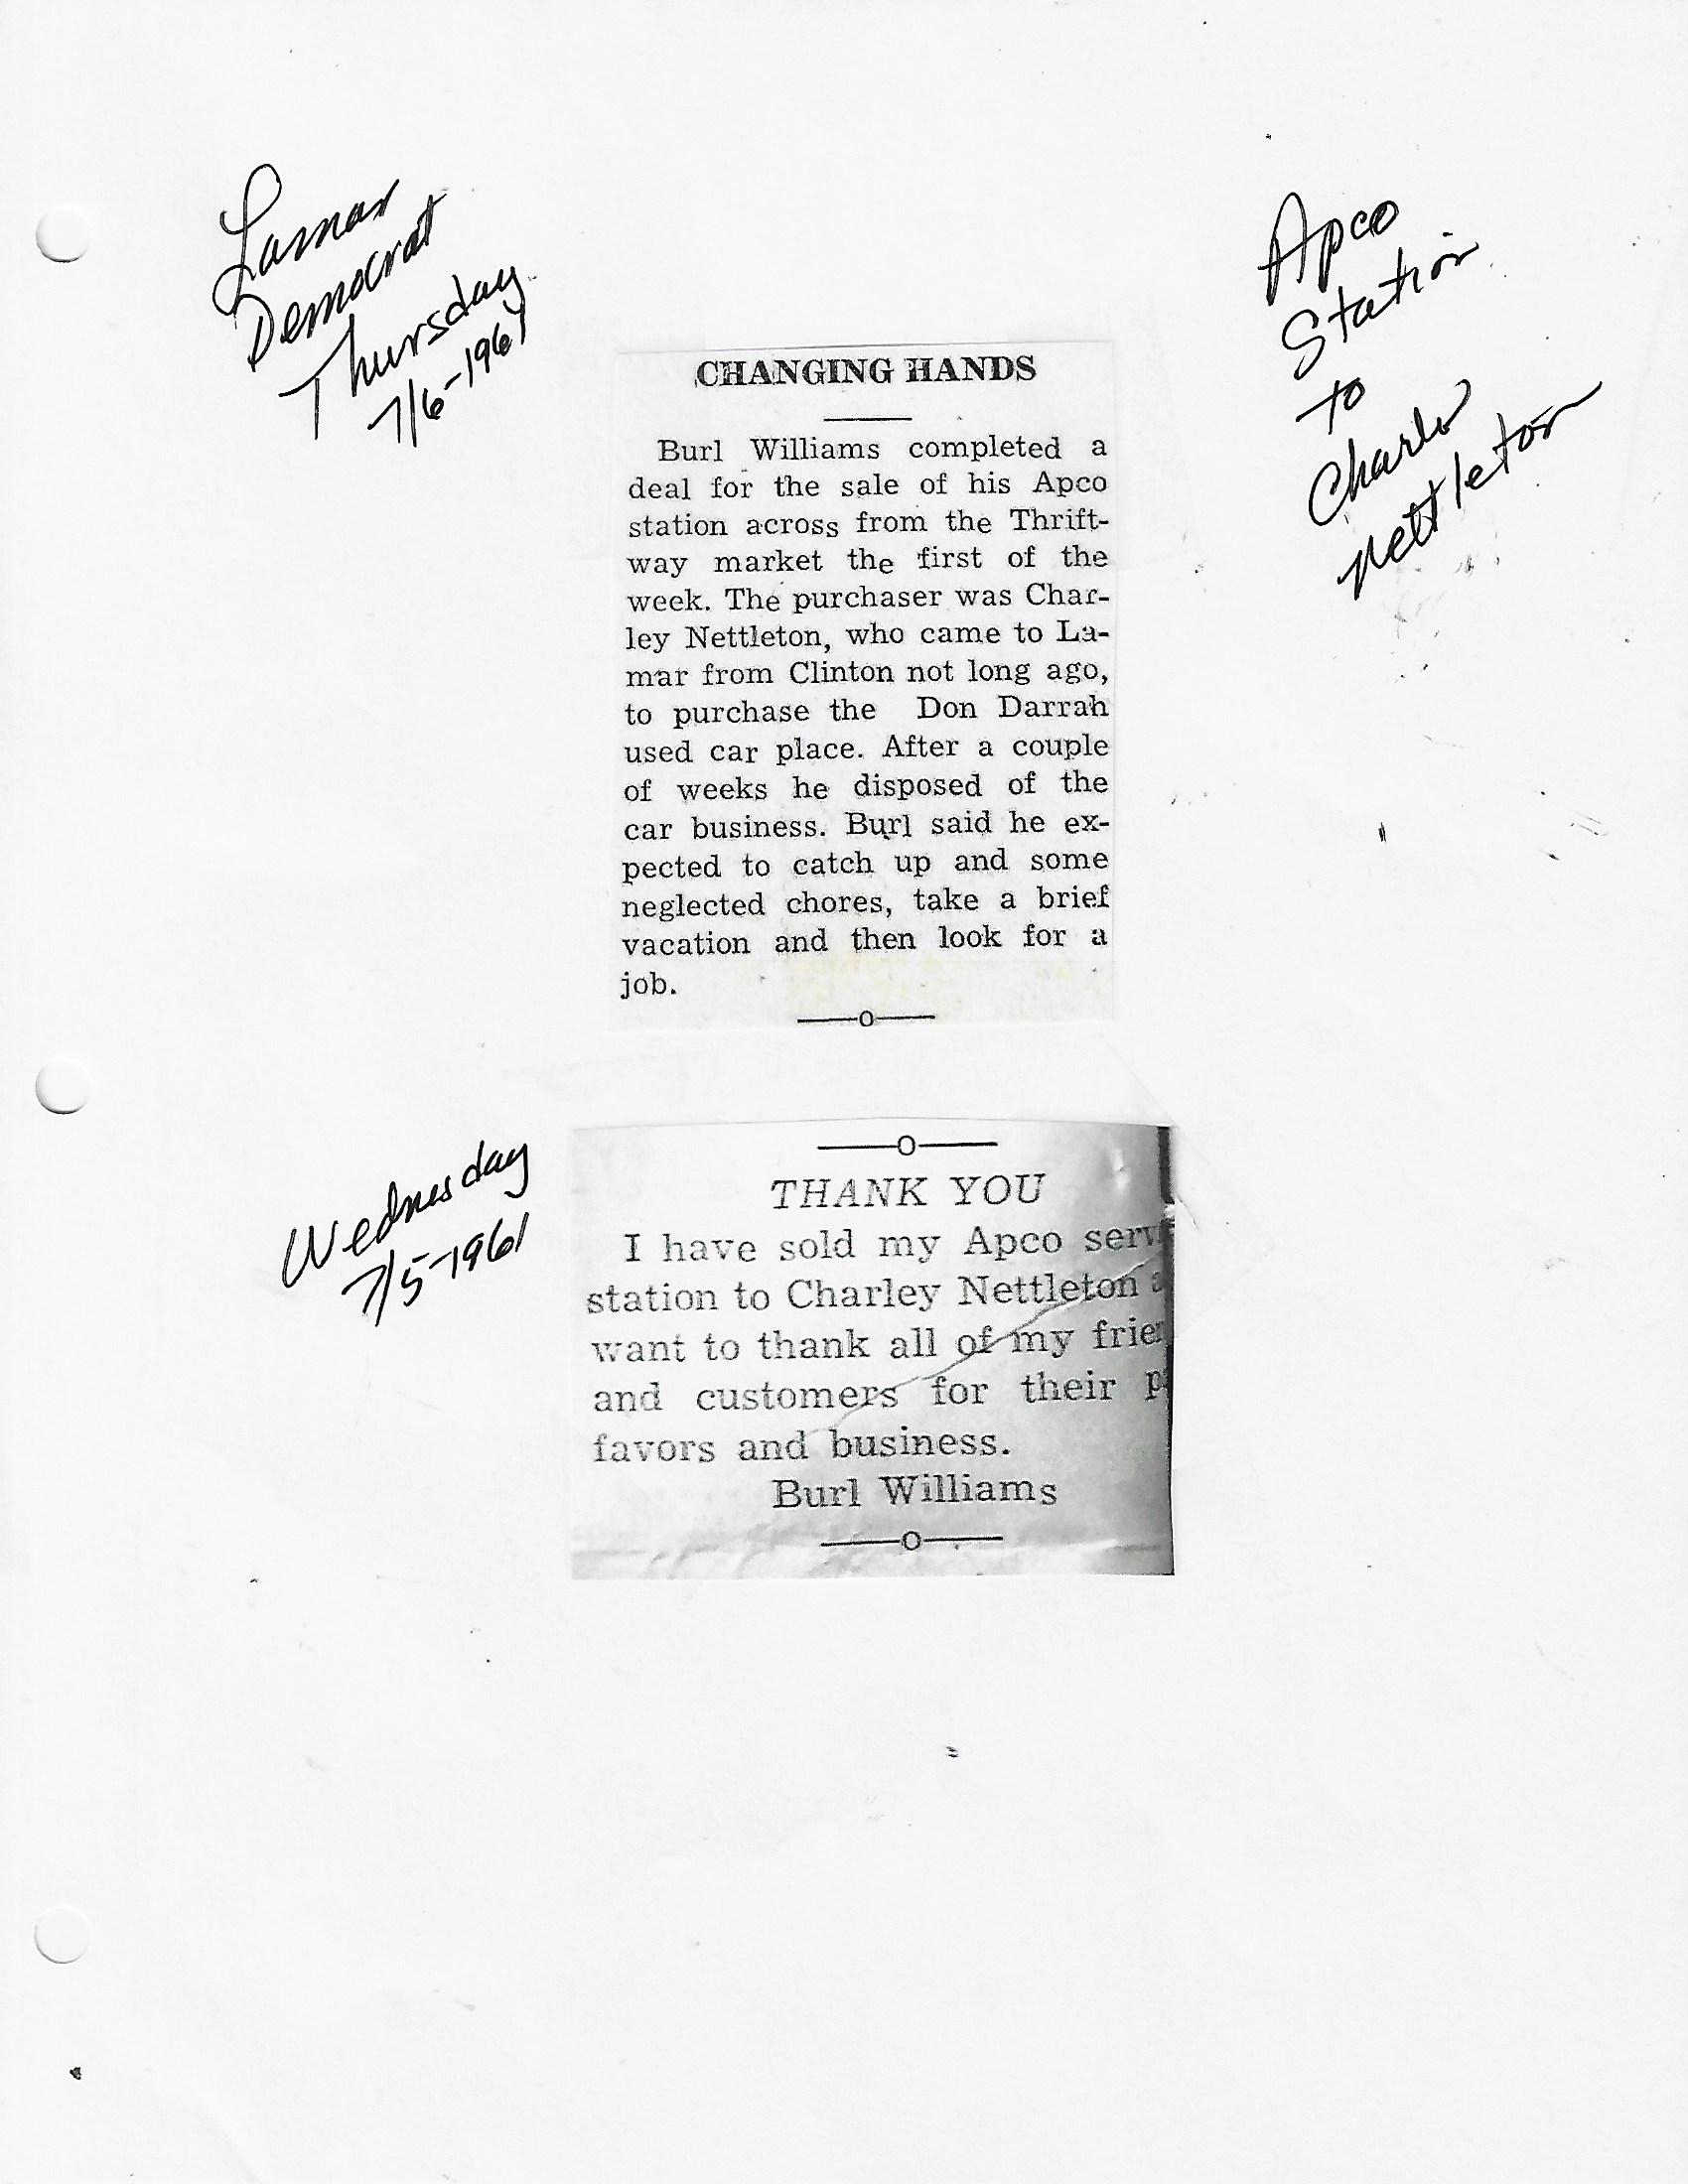 Lamar
Democrat
Thursday
7/6-1961
Apco
Station
to
Charles
Nettleton
CHANGING HANDS
Burl Williams completed a
deal for the sale of his Apco
station across from the Thrift-
way market the first of the
week. The purchaser was Char-
ley Nettleton, who came to La-
mar from Clinton not long ago,
to purchase the Don Darrah
used car place. After a couple
of weeks he disposed of the
car business. Burl said he ex-
pected to catch up and some
neglected chores, take a brief
vacation and then look for a
job.
Wednesday
7/5-1961
THANK YOU
I have sold my Apco serv
station to Charley Nettleton a
want to thank all of my frien
and customers for their p
favors and business.
Burl Williams